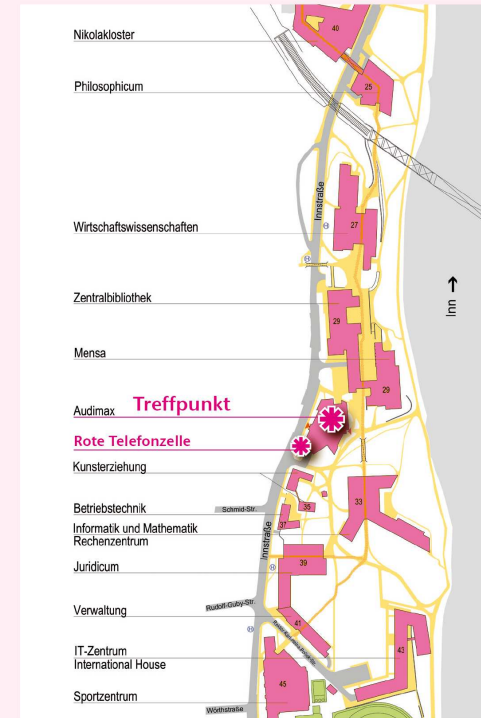 Nikolakloster
40
Philosophicum
25
Innstraße
Wirtschaftswissenschaften
27
H
H
Zentralbibliothek
29
Inn
Mensa
29
Audimax
Treffpunkt
Rote Telefonzelle
Kunsterziehung
33
Betriebstechnik
Schmid-Str.
35
37
Informatik und Mathematik
Rechenzentrum
Innstraße
Juridicum
H
39
Verwaltung
Rudolf-Guby-Str.
41
H
IT-Zentrum
International House
43
Sportzentrum
45
Wörthstraße